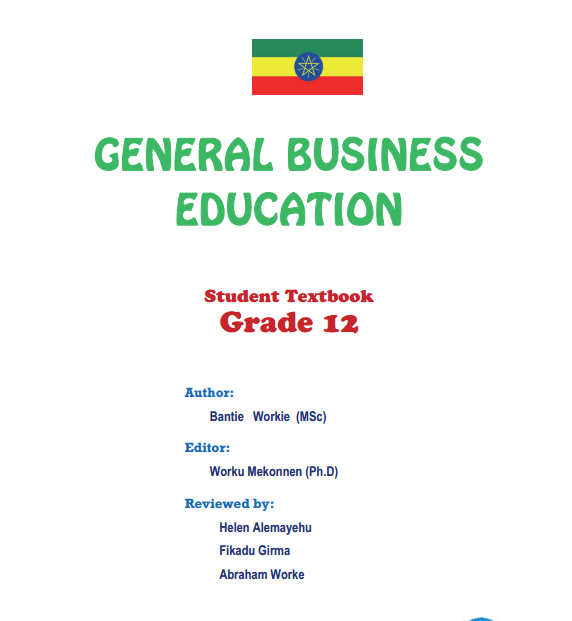 GENERAL BUSINESS
EDUCATION
Student Textbook
Grade 12
Author:
Bantie Workie (MSc)
Editor:
Worku Mekonnen (Ph.D)
Reviewed by:
Helen Alemayehu
Fikadu Girma
Abraham Worke